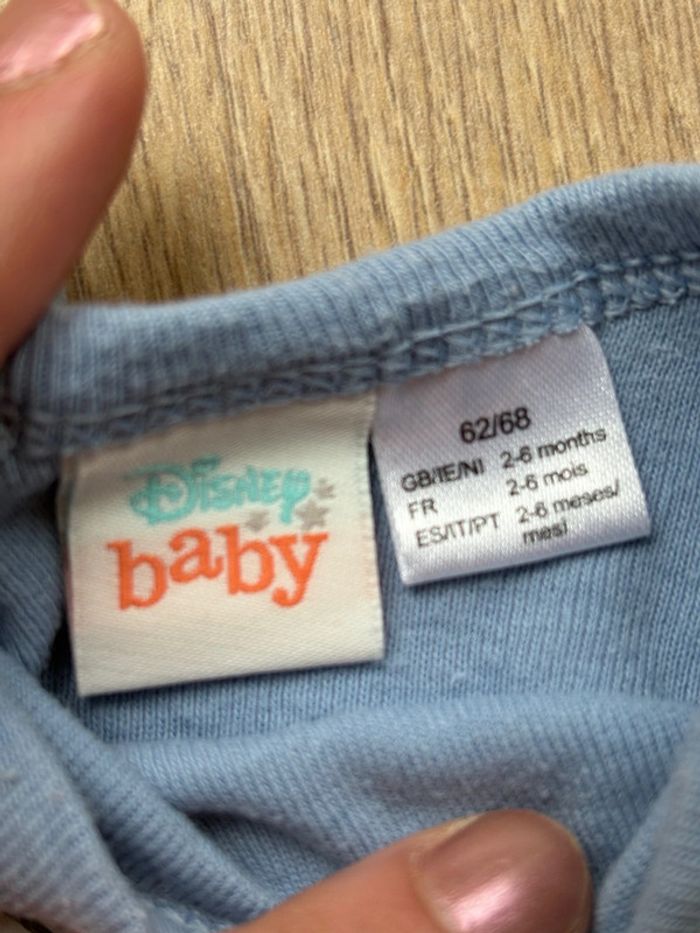 Disney
baby
62/68
GB/IE/NI 2-6 months
FR 2-6 mois
ES/IT/PT 2-6 meses/
mesi